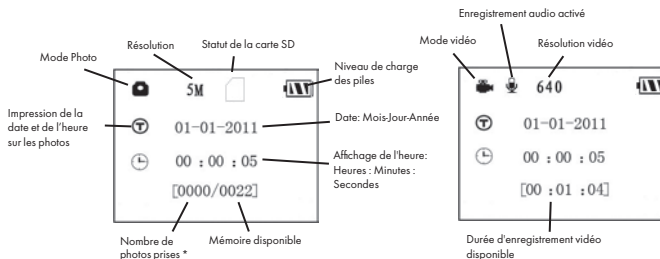 Enregistrement audio activé
Mode Photo
Résolution
Statut de la carte SD
Mode vidéo
Résolution vidéo
Niveau de charge
des piles
5M
640
Impression de la
date et de l'heure
sur les photos
T
01-01-2011
Date: Mois-Jour-Année
T
01-01-2011
00 : 00 : 05
Affichage de l'heure:
Heures : Minutes :
Secondes
00 : 00 : 05
[0000/0022]
[00 : 01 : 04]
Nombre de
photos prises *
Mémoire disponible
Durée d'enregistrement vidéo
disponible